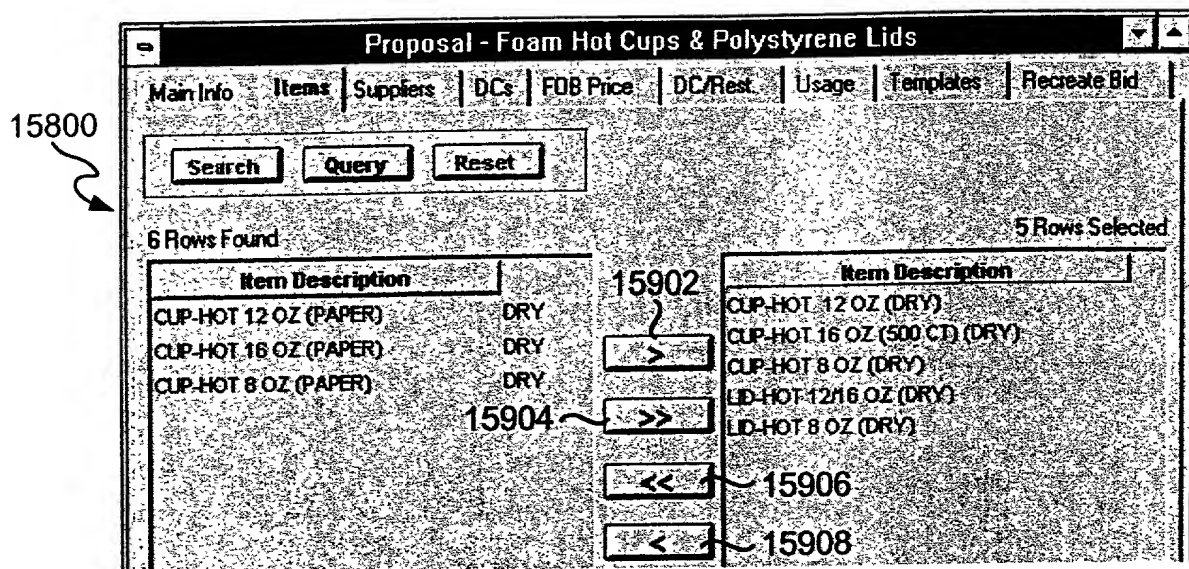 Proposal - Foam Hot Cups & Polystyrene Lids
Main Info Items Suppliers DCs FOB Price DC/Rest. Usage Templates Recreate Bid
15800
Search Query Reset
6 Rows Found
5 Rows Selected
Item Description
CUP-HOT 12 OZ (PAPER) DRY
CUP-HOT 16 OZ (PAPER) DRY
CUP-HOT 8 OZ (PAPER) DRY
15902
>
15904
>>
<<
15906
<
15908
Item Description
CUP-HOT 12 OZ (DRY)
CUP-HOT 16 OZ (500 CT) (DRY)
CUP-HOT 8 OZ (DRY)
LID-HOT 12/16 OZ (DRY)
LID-HOT 8 OZ (DRY)